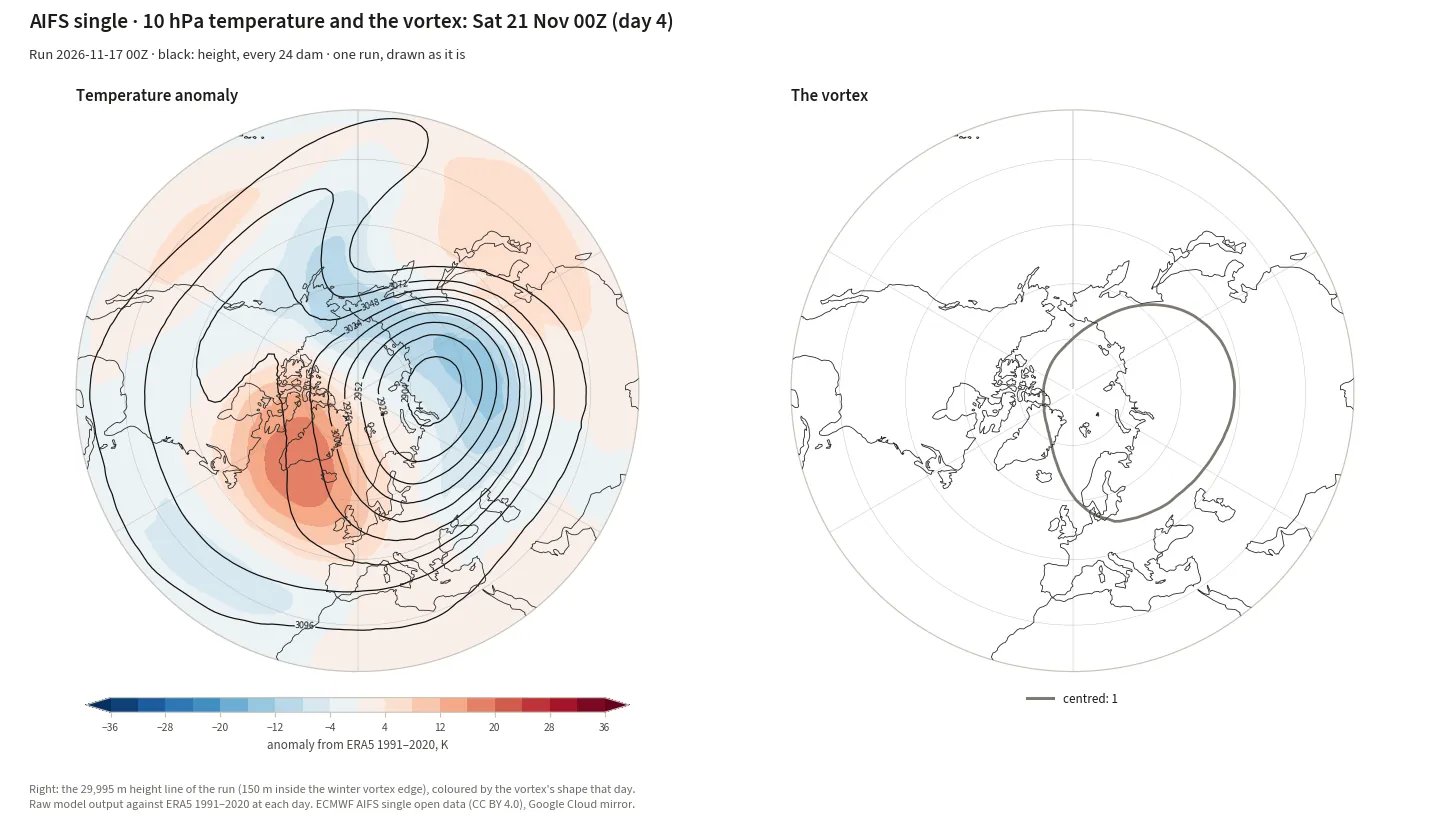 AIFS single · 10 hPa temperature and the vortex: Sat 21 Nov 00Z (day 4)
Run 2026-11-17 00Z · black: height, every 24 dam · one run, drawn as it is
Temperature anomaly
The vortex
3072
3048
3024
2952
2928
3096
−36 −28 −20 −12 −4 4 12 20 28 36
anomaly from ERA5 1991–2020, K
centred: 1
Right: the 29,995 m height line of the run (150 m inside the winter vortex edge), coloured by the vortex's shape that day.
Raw model output against ERA5 1991–2020 at each day. ECMWF AIFS single open data (CC BY 4.0), Google Cloud mirror.